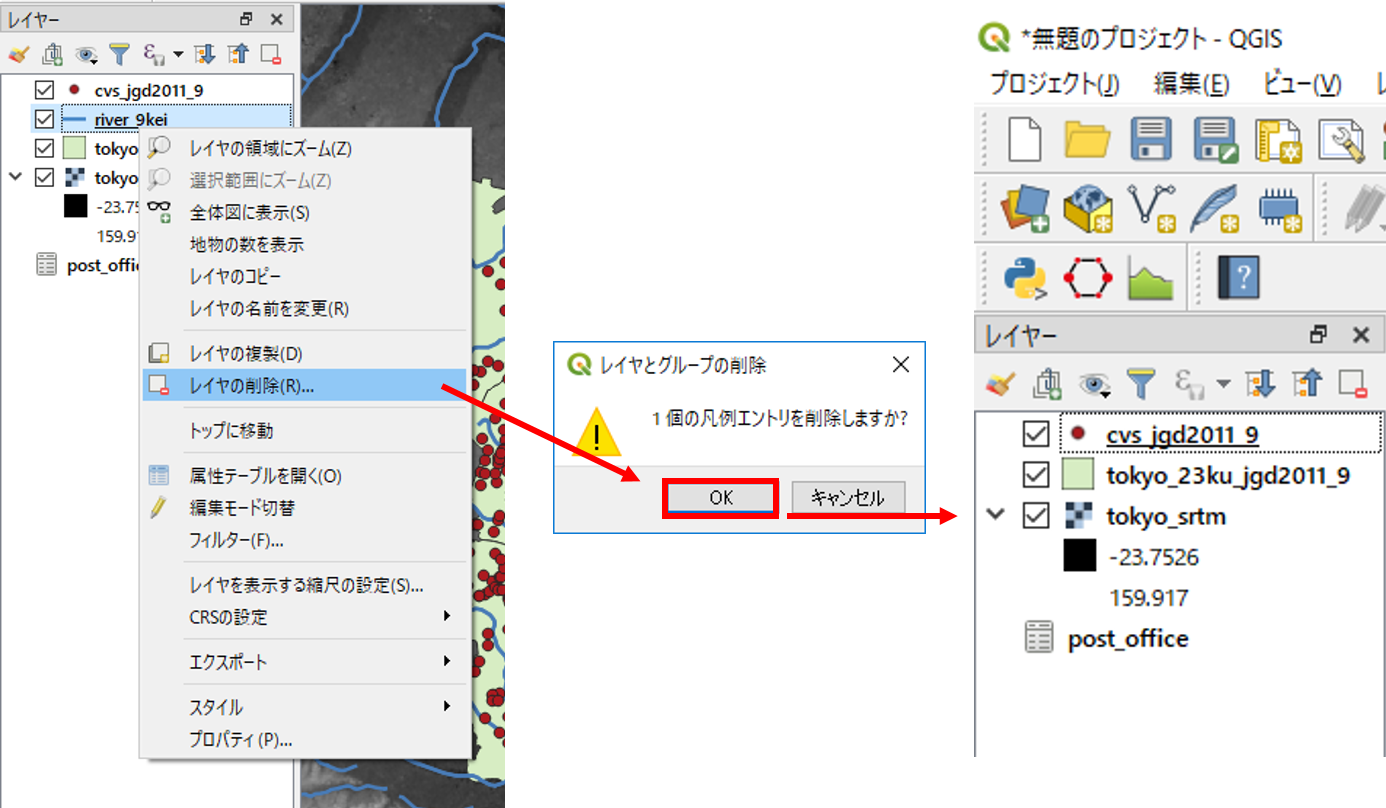 レイヤー
cvs_jgd2011_9
river_9kei
tokyo
tokyo
-23.75
159.91
post_offi
レイヤの領域にズーム(Z)
選択範囲にズーム(Z)
全体図に表示(S)
地物の数を表示
レイヤのコピー
レイヤの名前を変更(R)
レイヤの複製(D)
レイヤの削除(R)...
トップに移動
属性テーブルを開く(O)
編集モード切替
フィルター(F)...
レイヤを表示する縮尺の設定(S)...
CRSの設定
エクスポート
スタイル
プロパティ(P)...
レイヤとグループの削除
1 個の凡例エントリを削除しますか?
OK
キャンセル
*無題のプロジェクト - QGIS
プロジェクト(J) 編集(E) ビュー(V)
レイヤー
cvs_jgd2011_9
tokyo_23ku_jgd2011_9
tokyo_srtm
-23.7526
159.917
post_office